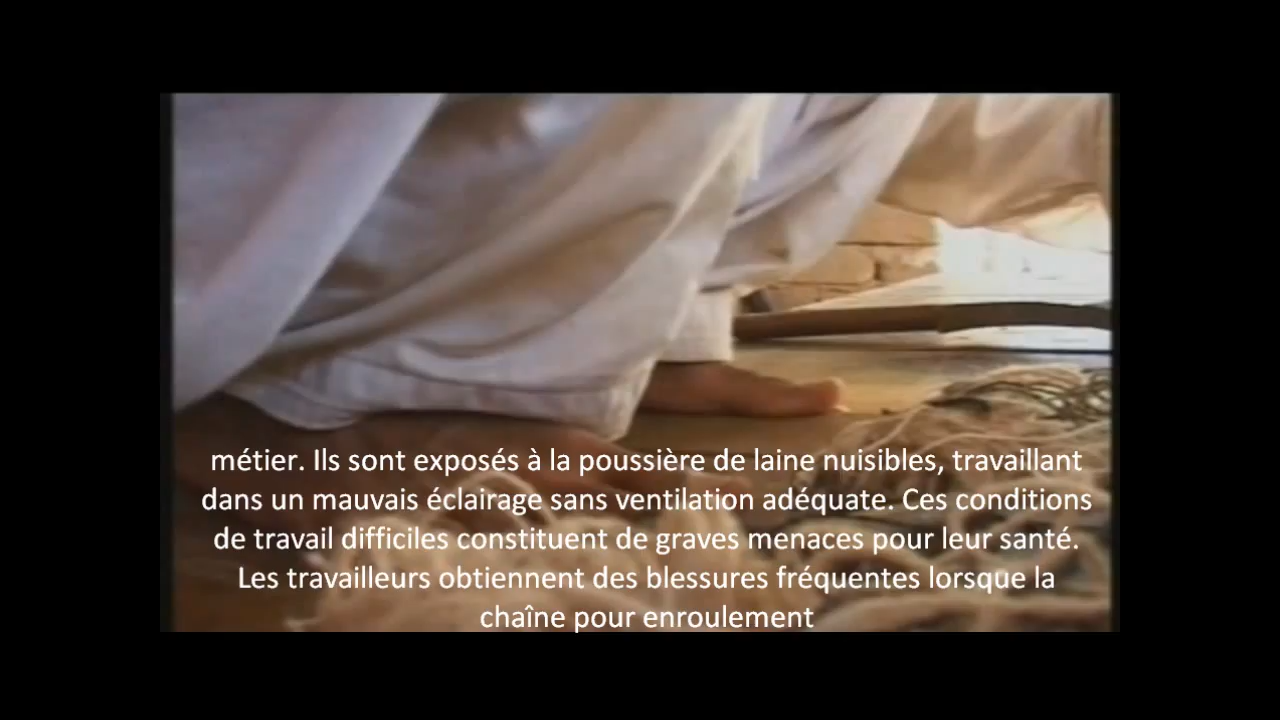 métier. Ils sont exposés à la poussière de laine nuisibles, travaillant
dans un mauvais éclairage sans ventilation adéquate. Ces conditions
de travail difficiles constituent de graves menaces pour leur santé.
Les travailleurs obtiennent des blessures fréquentes lorsque la
chaîne pour enroulement